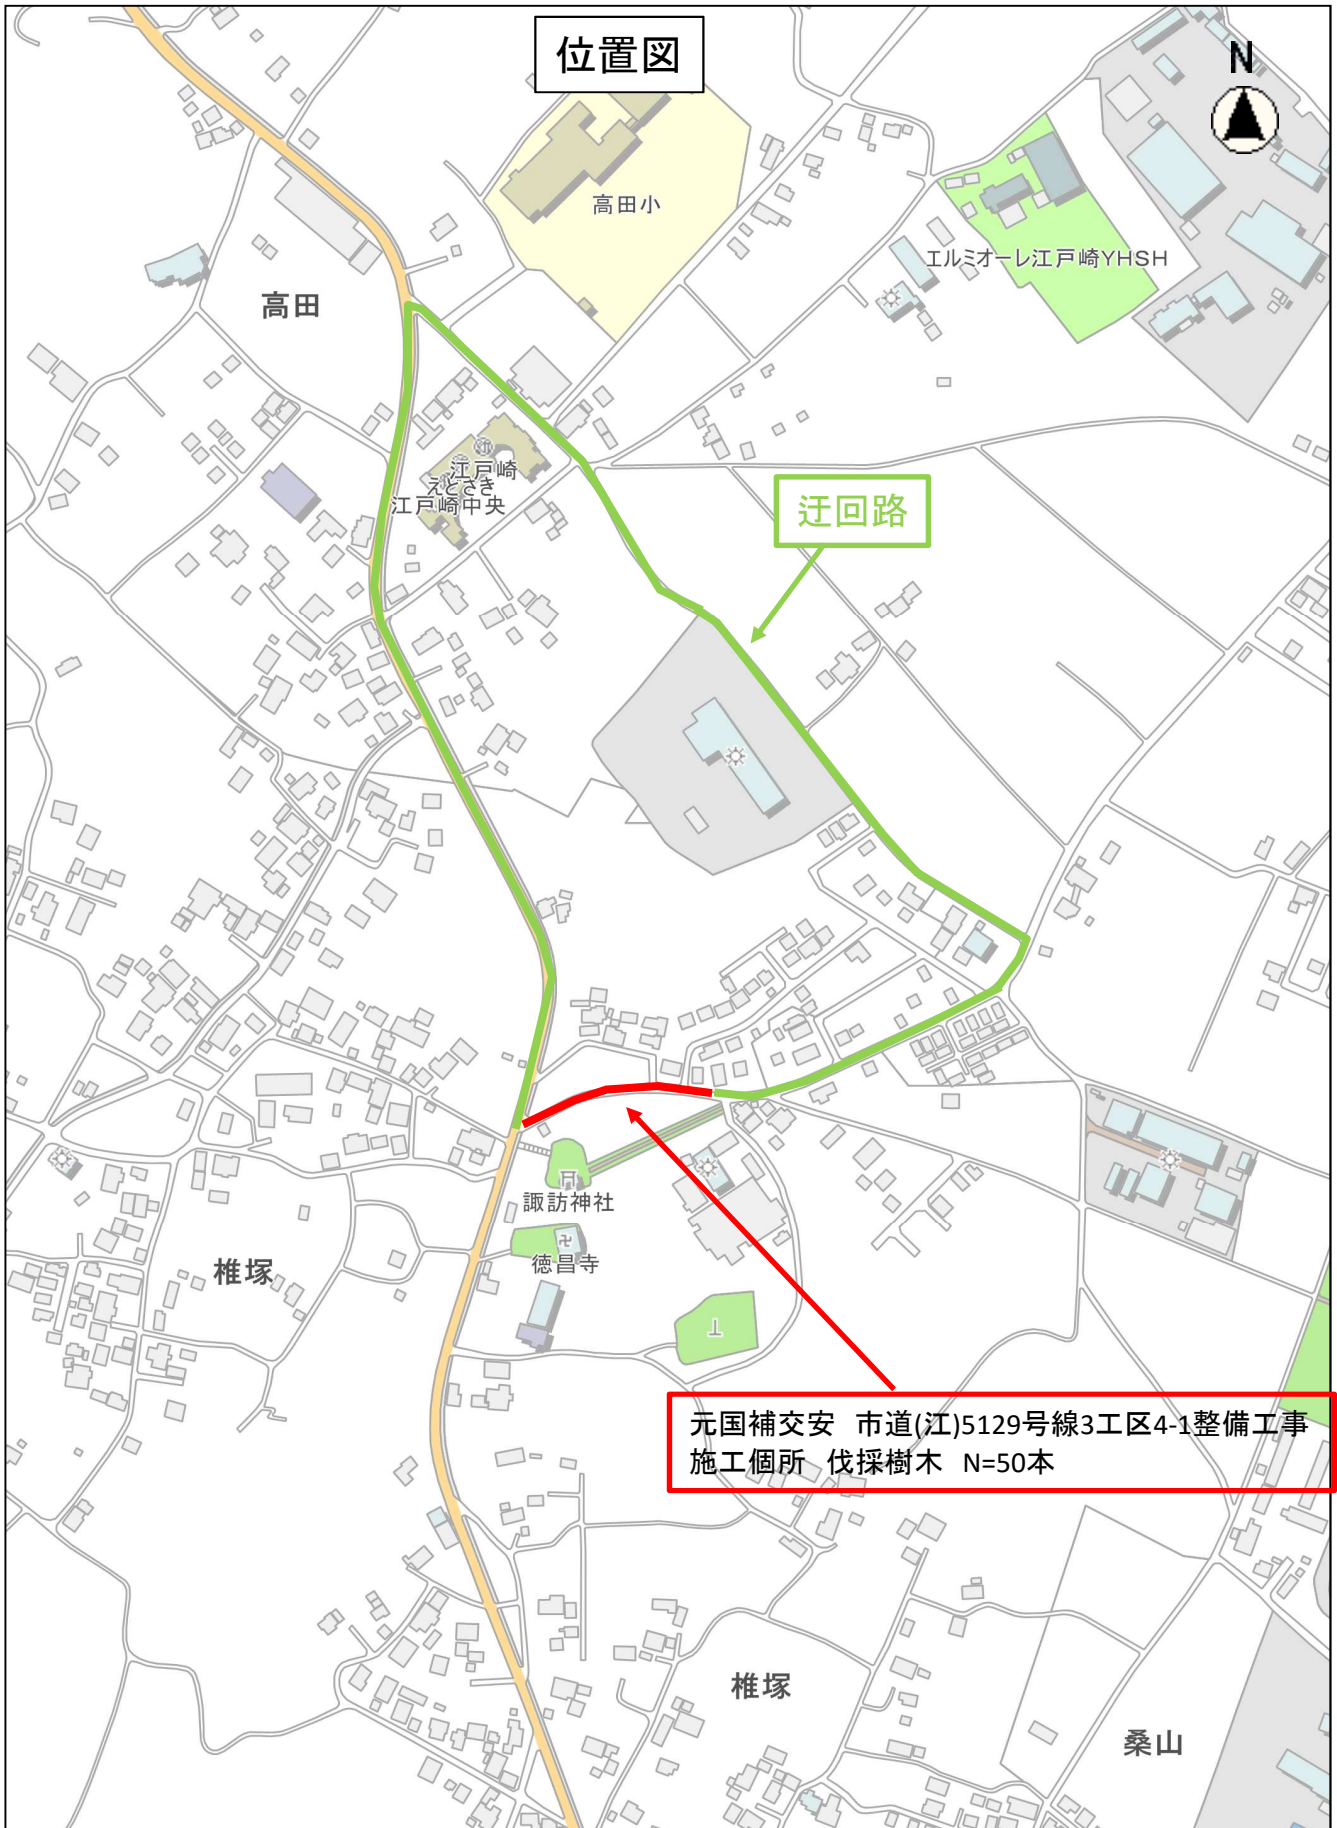 位置図
N
高田小
エルミオーレ江戸崎YHSH
高田
江戸崎
えどさき
江戸崎中央
迂回路
諏訪神社
徳昌寺
椎塚
元国補交安 市道(江)5129号線3工区4-1整備工事
施工個所 伐採樹木 N=50本
椎塚
桑山